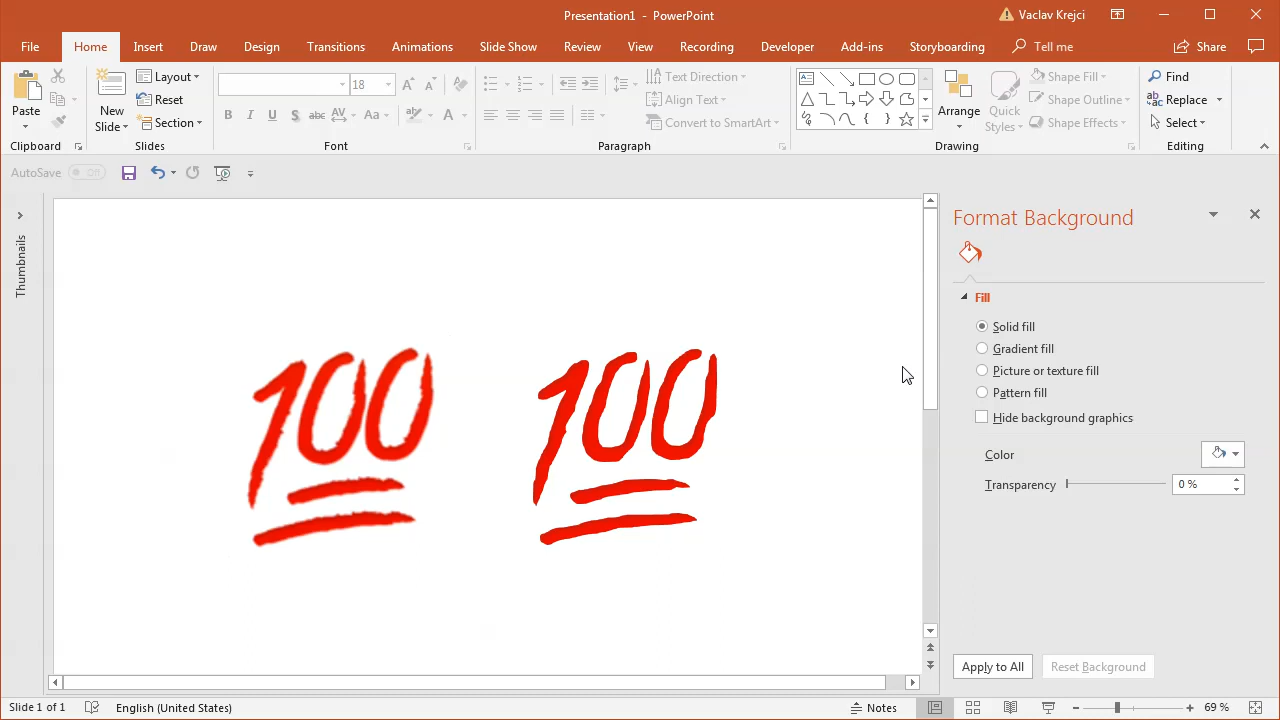 Presentation1 - PowerPoint
Vaclav Krejci
File Home Insert Draw Design Transitions Animations Slide Show Review View Recording Developer Add-ins Storyboarding Tell me Share
Paste
Clipboard
New Slide
Layout
Reset
Section
Slides
18
B I U S abc AV Aa A
Font
Text Direction
Align Text
Convert to SmartArt
Paragraph
Arrange
Quick Styles
Shape Fill
Shape Outline
Shape Effects
Drawing
Find
Replace
Select
Editing
AutoSave Off
Thumbnails
100 100
Format Background
Fill
Solid fill
Gradient fill
Picture or texture fill
Pattern fill
Hide background graphics
Color
Transparency 0 %
Apply to All Reset Background
Slide 1 of 1 English (United States) Notes 69 %